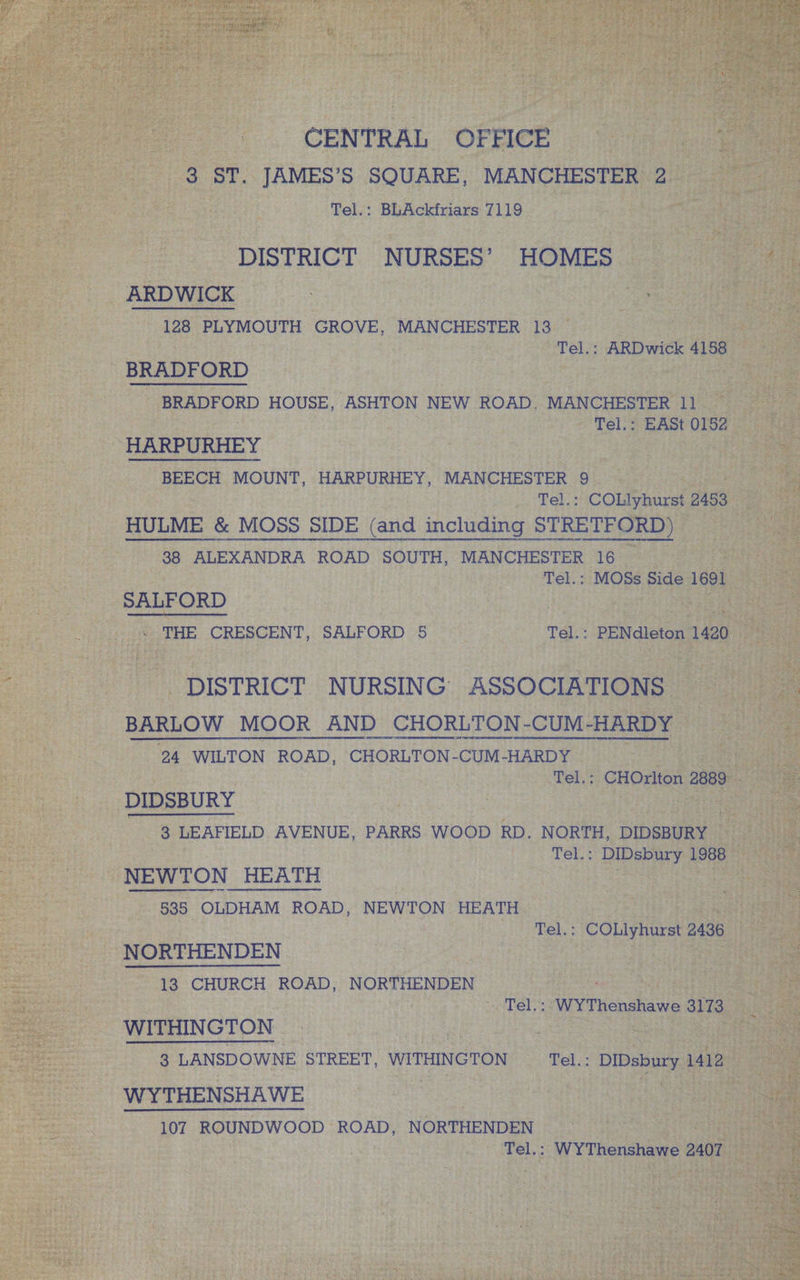 CENTRAL OFFICE
3 ST. JAMES'S SQUARE, MANCHESTER 2
Tel.: BLAckfriars 7119
DISTRICT NURSES' HOMES
ARDWICK
128 PLYMOUTH GROVE, MANCHESTER 13
Tel.: ARDwick 4158
BRADFORD
BRADFORD HOUSE, ASHTON NEW ROAD. MANCHESTER 11
Tel.: EASt 0152
HARPURHEY
BEECH MOUNT, HARPURHEY, MANCHESTER 9
Tel.: COLlyhurst 2453
HULME & MOSS SIDE (and including STRETFORD)
38 ALEXANDRA ROAD SOUTH, MANCHESTER 16
Tel.: MOSs Side 1691
SALFORD
THE CRESCENT, SALFORD 5 Tel.: PENdleton 1420
DISTRICT NURSING ASSOCIATIONS
BARLOW MOOR AND CHORLTON-CUM-HARDY
24 WILTON ROAD, CHORLTON-CUM-HARDY
Tel.: CHOrlton 2889
DIDSBURY
3 LEAFIELD AVENUE, PARRS WOOD RD. NORTH, DIDSBURY
Tel.: DIDsbury 1988
NEWTON HEATH
535 OLDHAM ROAD, NEWTON HEATH
Tel.: COLlyhurst 2436
NORTHENDEN
13 CHURCH ROAD, NORTHENDEN
Tel.: WYThenshawe 3173
WITHINGTON
3 LANSDOWNE STREET, WITHINGTON Tel.: DIDsbury 1412
WYTHENSHAWE
107 ROUNDWOOD ROAD, NORTHENDEN
Tel.: WYThenshawe 2407